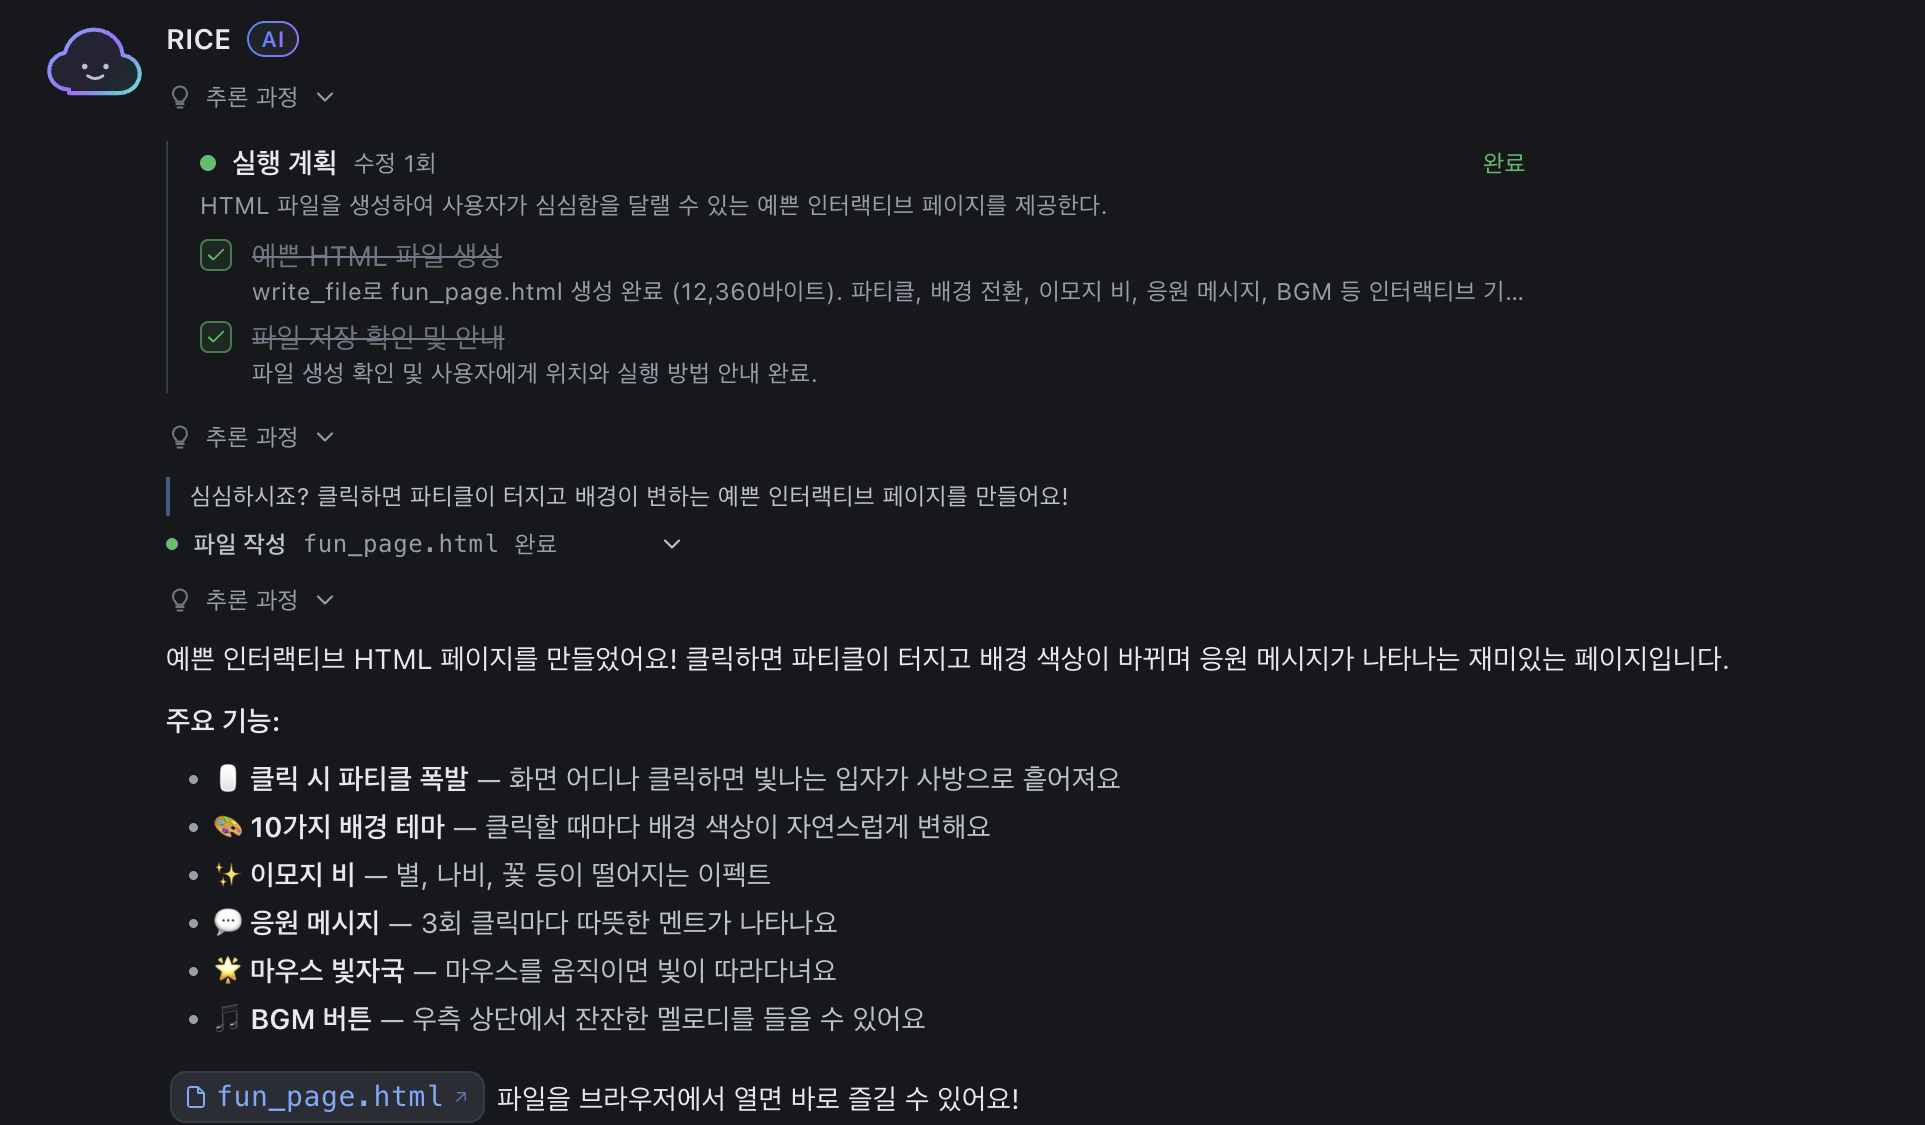 RICE AI
추론 과정
실행 계획 수정 1회 완료
HTML 파일을 생성하여 사용자가 심심함을 달랠 수 있는 예쁜 인터랙티브 페이지를 제공한다.
예쁜 HTML 파일 생성
write_file로 fun_page.html 생성 완료 (12,360바이트). 파티클, 배경 전환, 이모지 비, 응원 메시지, BGM 등 인터랙티브 기...
파일 저장 확인 및 안내
파일 생성 확인 및 사용자에게 위치와 실행 방법 안내 완료.
추론 과정
심심하시죠? 클릭하면 파티클이 터지고 배경이 변하는 예쁜 인터랙티브 페이지를 만들어요!
파일 작성 fun_page.html 완료
추론 과정
예쁜 인터랙티브 HTML 페이지를 만들었어요! 클릭하면 파티클이 터지고 배경 색상이 바뀌며 응원 메시지가 나타나는 재미있는 페이지입니다.
주요 기능:
• 🖱️ 클릭 시 파티클 폭발 — 화면 어디나 클릭하면 빛나는 입자가 사방으로 흩어져요
• 🎨 10가지 배경 테마 — 클릭할 때마다 배경 색상이 자연스럽게 변해요
• ✨ 이모지 비 — 별, 나비, 꽃 등이 떨어지는 이펙트
• 💬 응원 메시지 — 3회 클릭마다 따뜻한 멘트가 나타나요
• 🌟 마우스 빛자국 — 마우스를 움직이면 빛이 따라다녀요
• 🎵 BGM 버튼 — 우측 상단에서 잔잔한 멜로디를 들을 수 있어요
fun_page.html ↗ 파일을 브라우저에서 열면 바로 즐길 수 있어요!